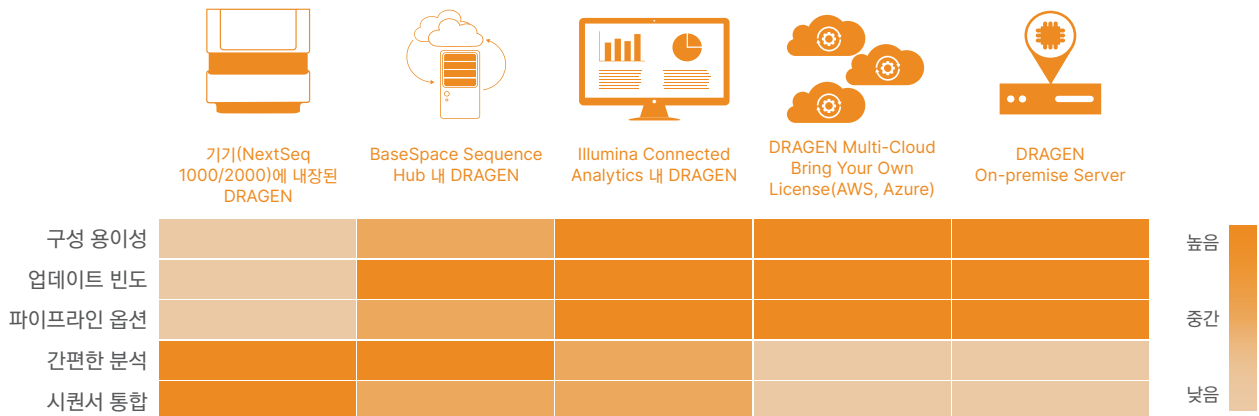 기기(NextSeq
1000/2000)에 내장된
DRAGEN
BaseSpace Sequence
Hub 내 DRAGEN
Illumina Connected
Analytics 내 DRAGEN
DRAGEN Multi-Cloud
Bring Your Own
License(AWS, Azure)
DRAGEN
On-premise Server
구성 용이성
업데이트 빈도
파이프라인 옵션
간편한 분석
시퀀서 통합
높음
중간
낮음